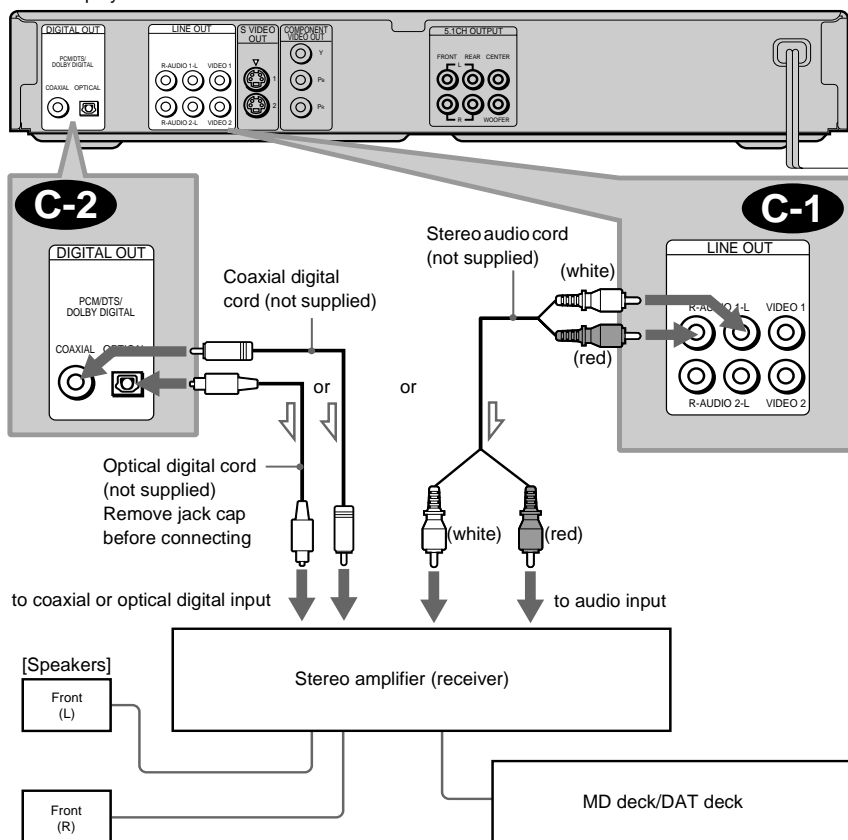 DIGITAL OUT
PCM/DTS/
DOLBY DIGITAL
COAXIAL OPTICAL
LINE OUT
R-AUDIO 1-L VIDEO 1
R-AUDIO 2-L VIDEO 2
S VIDEO
OUT
1
2
COMPONENT
VIDEO OUT
Y
PB
PR
5.1CH OUTPUT
FRONT REAR CENTER
L
R
WOOFER
C-2
DIGITAL OUT
PCM/DTS/
DOLBY DIGITAL
COAXIAL
Coaxial digital
cord (not supplied)
or
or
Optical digital cord
(not supplied)
Remove jack cap
before connecting
Stereo audio cord
(not supplied)
(white)
(red)
C-1
LINE OUT
R-AUDIO 1-L VIDEO 1
R-AUDIO 2-L VIDEO 2
(white)
(red)
to coaxial or optical digital input
to audio input
Stereo amplifier (receiver)
[Speakers]
Front
(L)
Front
(R)
MD deck/DAT deck